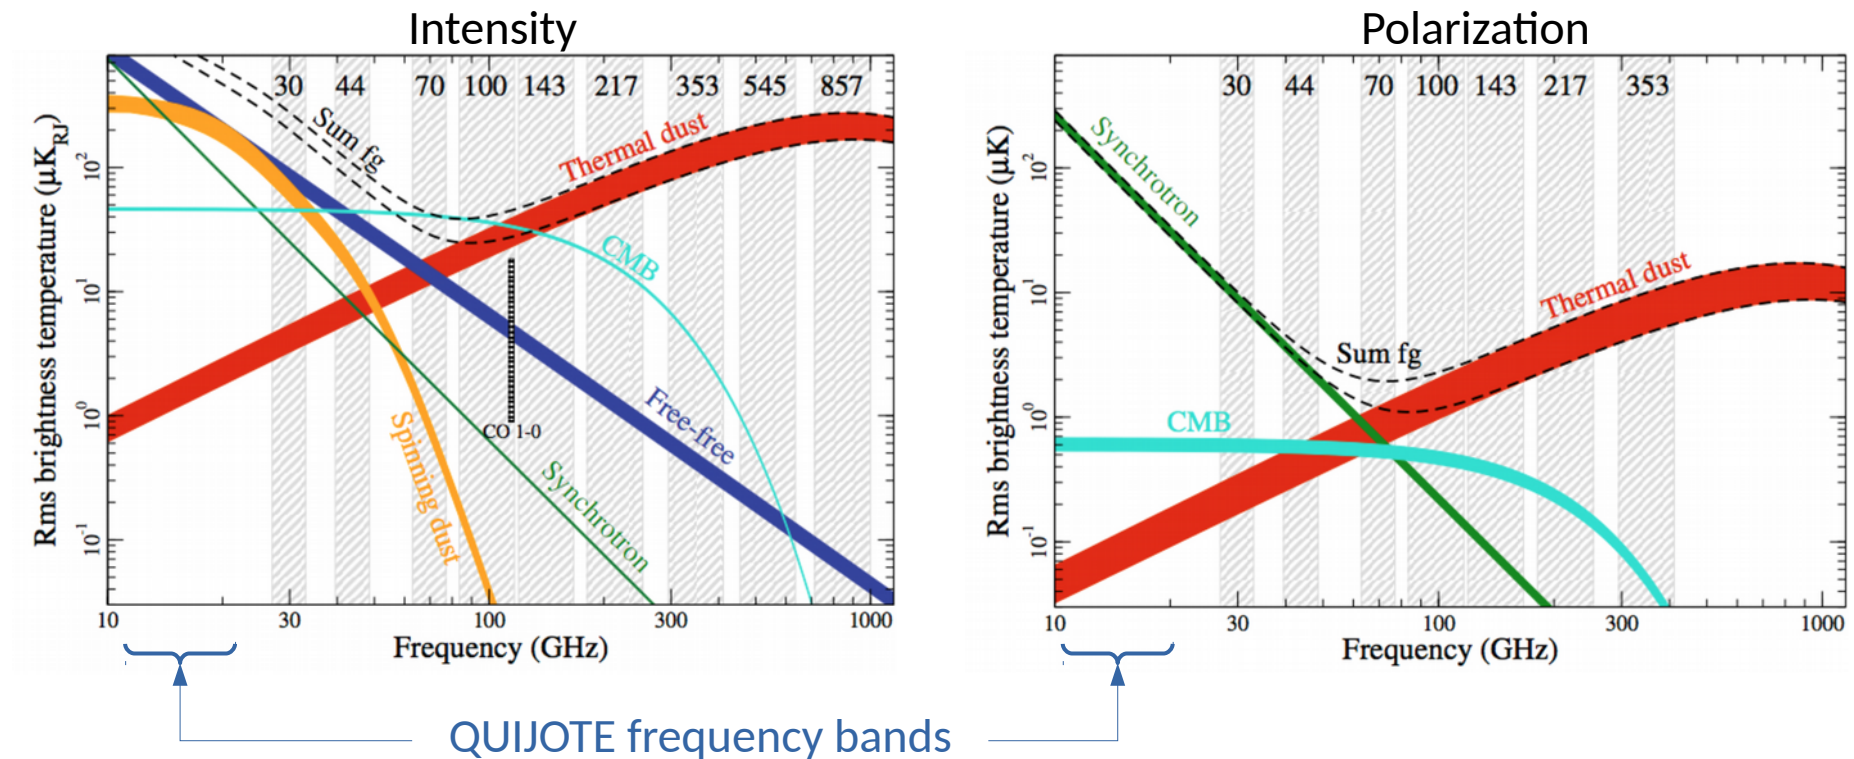 Intensity
Rms brightness temperature (μK_RJ)
10^2
10^1
10^0
10^-1
30 44 70 100 143 217 353 545 857
Sum fg
Thermal dust
CMB
CO 1-0
Free-free
Spinning dust
Synchrotron
10 30 100 300 1000
Frequency (GHz)
Polarization
Rms brightness temperature (μK)
10^2
10^1
10^0
10^-1
30 44 70 100 143 217 353
Synchrotron
Thermal dust
Sum fg
CMB
10 30 100 300 1000
Frequency (GHz)
QUIJOTE frequency bands